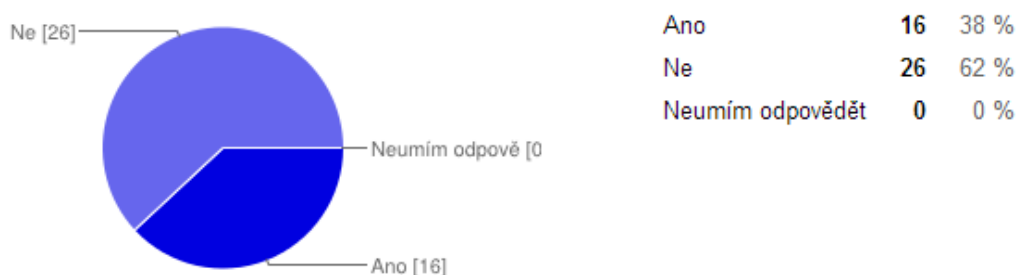 Ne [26]
Neumím odpově [0
Ano [16]
Ano 16 38 %
Ne 26 62 %
Neumím odpovědět 0 0 %